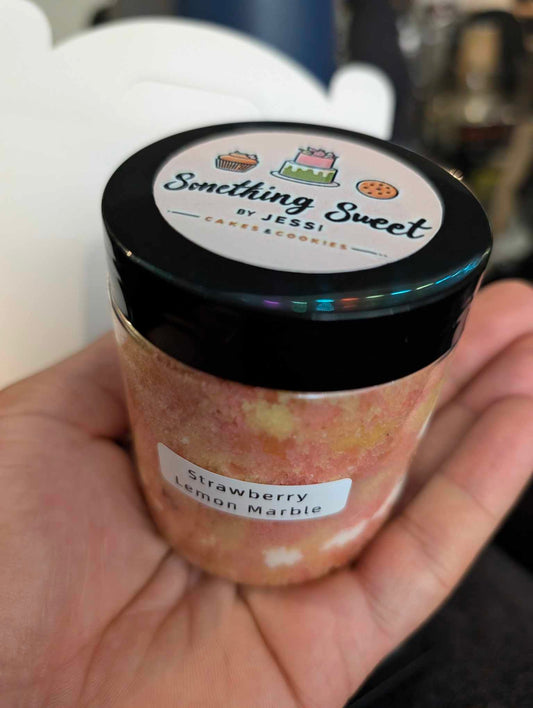 Something Sweet
BY JESSI
CAKES & COOKIES
Strawberry
Lemon Marble